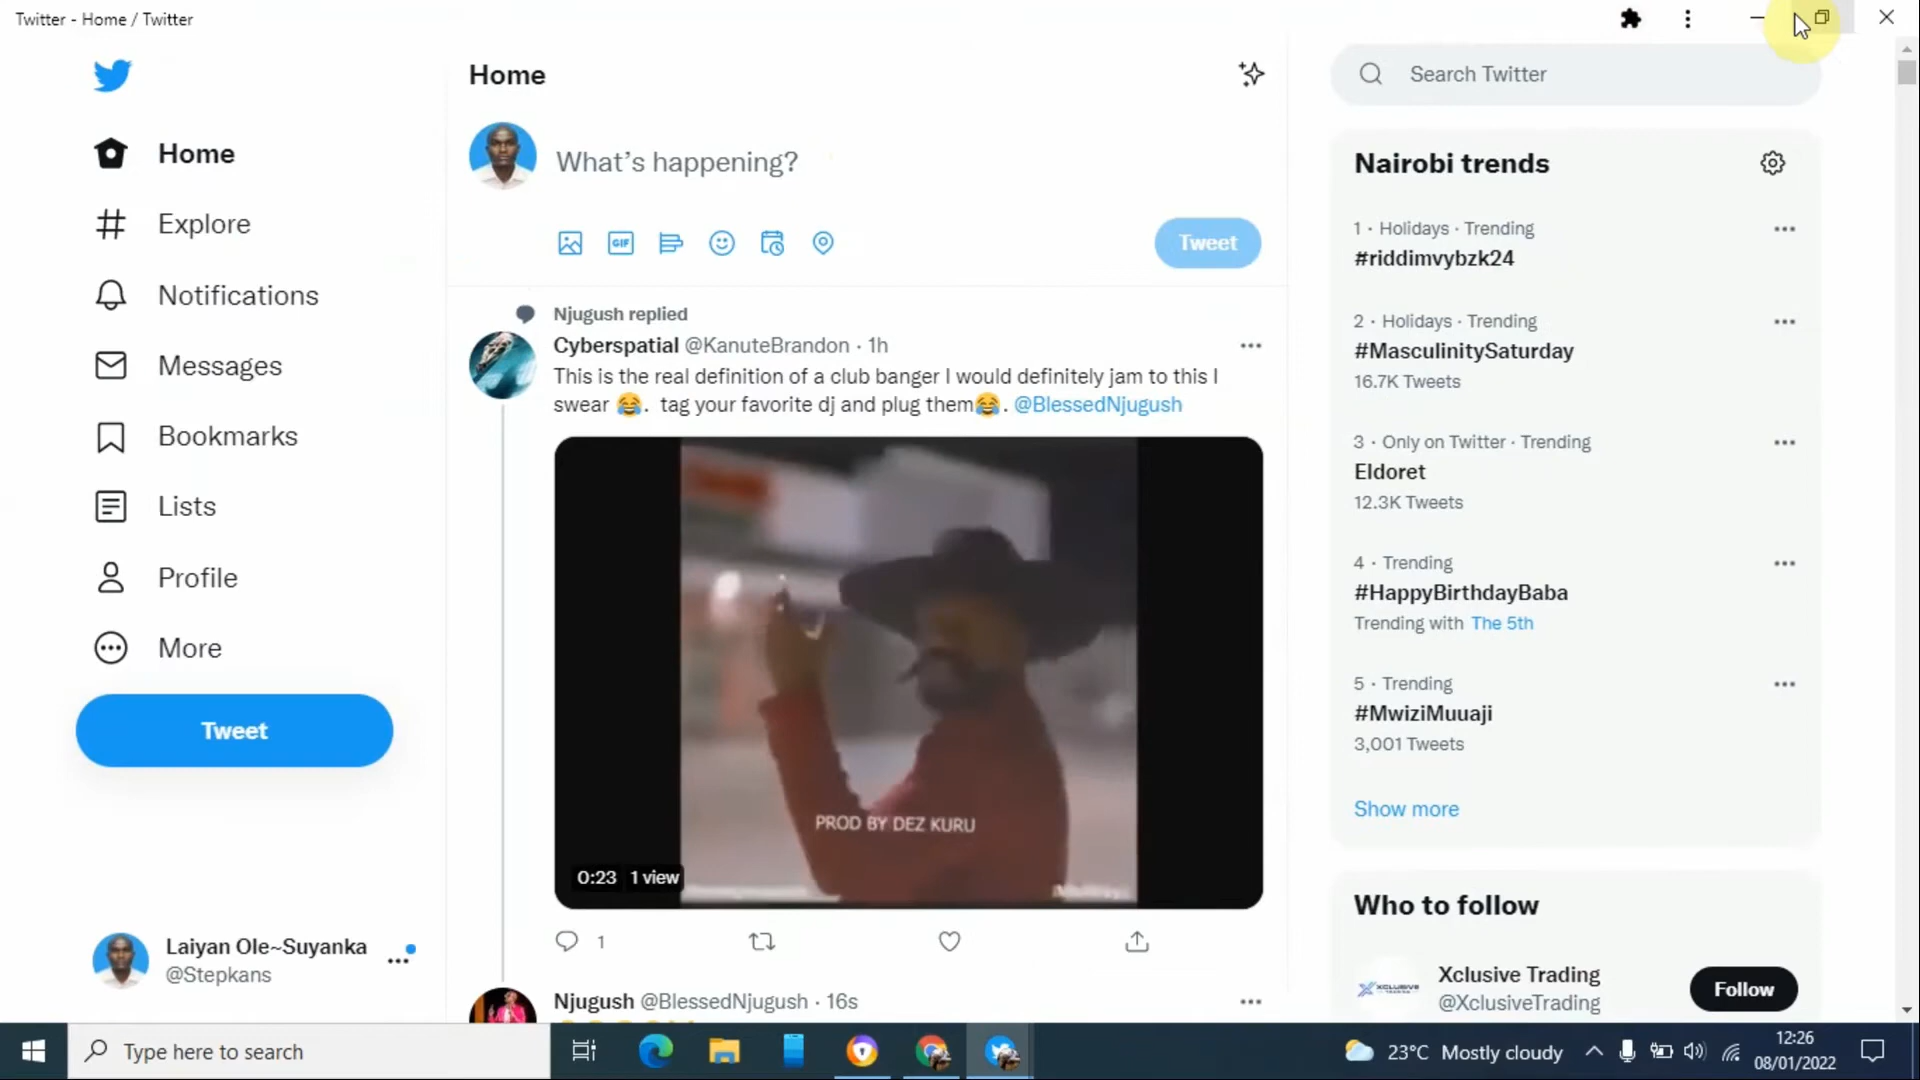 Twitter - Home / Twitter
Home
Explore
Notifications
Messages
Bookmarks
Lists
Profile
More
Tweet
Laiyan Ole~Suyanka
@Stepkans
Home
What's happening?
GIF
Tweet
Njugush replied
Cyberspatial @KanuteBrandon · 1h
This is the real definition of a club banger I would definitely jam to this I
swear 😂. tag your favorite dj and plug them😂. @BlessedNjugush
PROD BY DEZ KURU
0:23 1 view
1
Njugush @BlessedNjugush · 16s
Search Twitter
Nairobi trends
1 · Holidays · Trending
#riddimvybzk24
2 · Holidays · Trending
#MasculinitySaturday
16.7K Tweets
3 · Only on Twitter · Trending
Eldoret
12.3K Tweets
4 · Trending
#HappyBirthdayBaba
Trending with The 5th
5 · Trending
#MwiziMuuaji
3,001 Tweets
Show more
Who to follow
XCLUSIVE
Xclusive Trading
@XclusiveTrading
Follow
Type here to search
23°C Mostly cloudy
12:26
08/01/2022